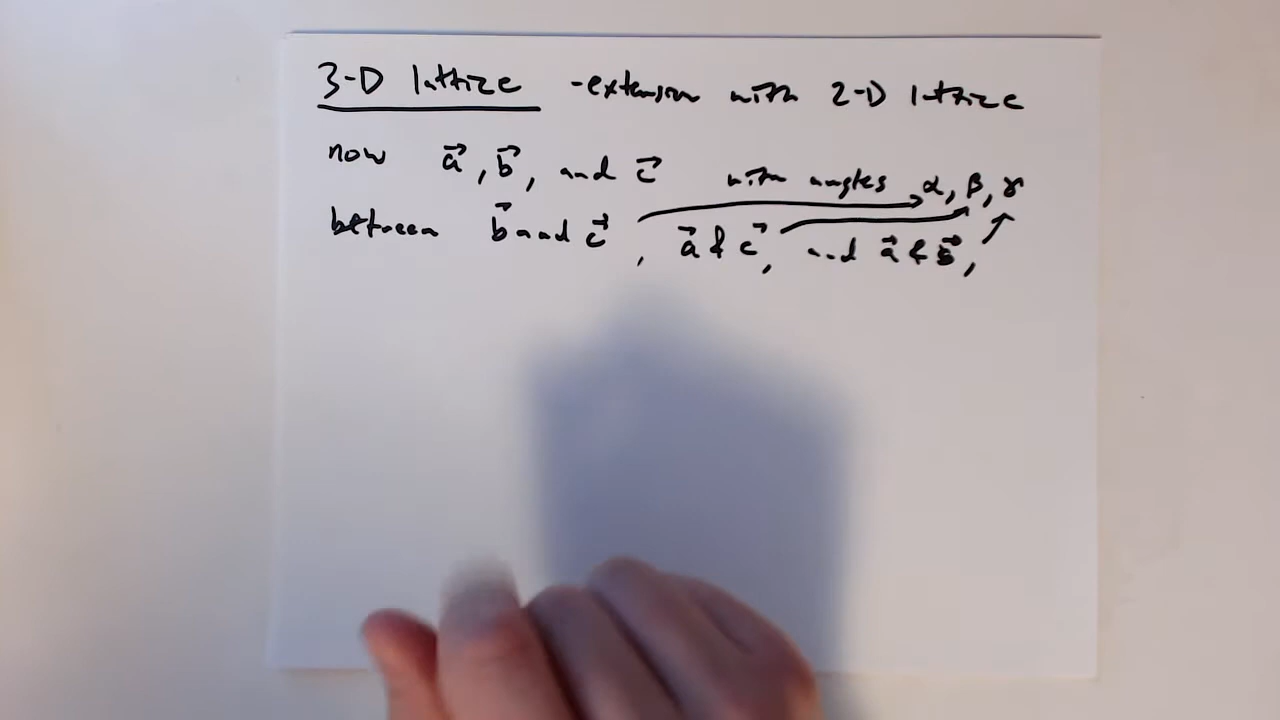 3-D lattice - extension with 2-D lattice
now a⃗, b⃗, and c⃗ with angles α, β, γ
between b⃗ and c⃗, a⃗ & c⃗, and a⃗ & b⃗,